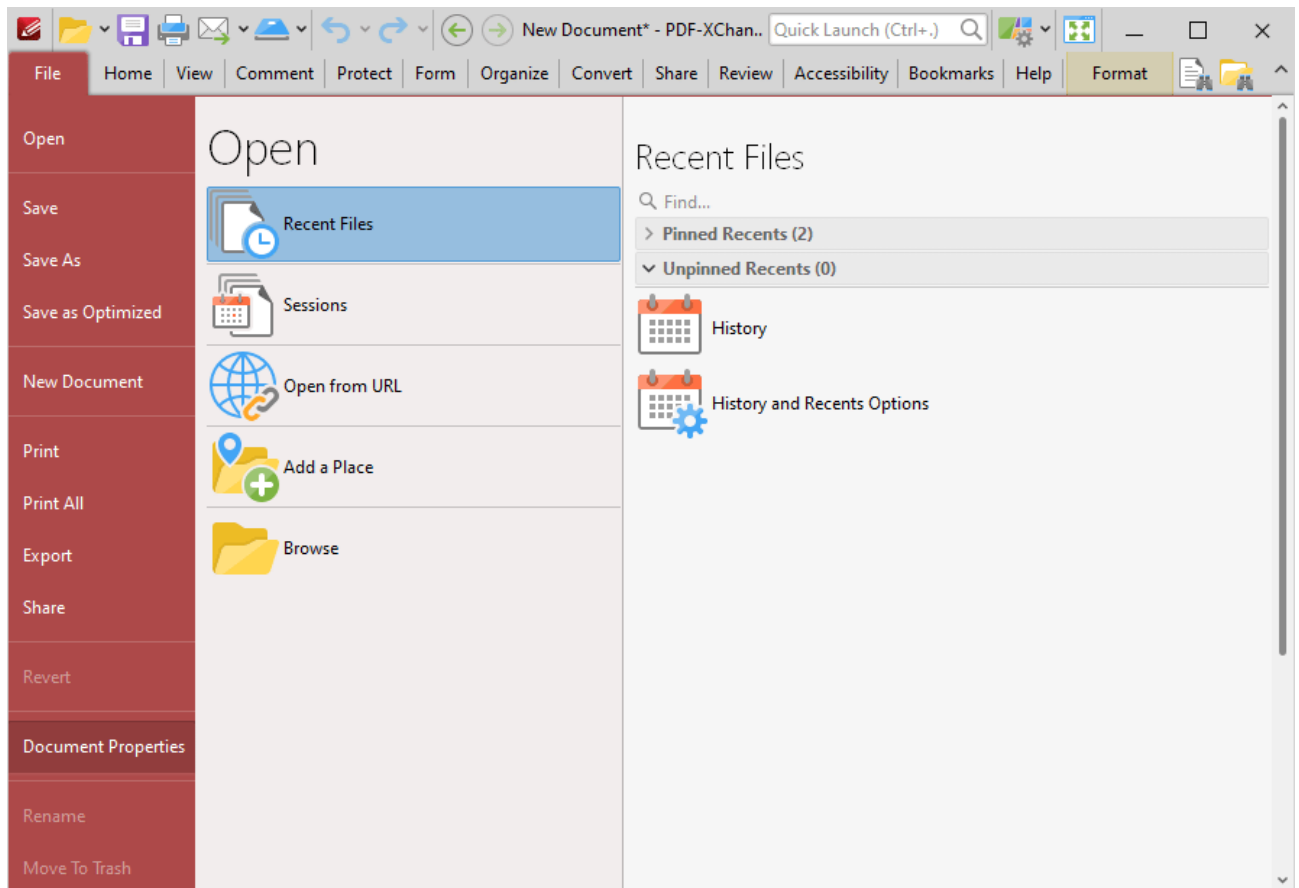 New Document* - PDF-XChan..
Quick Launch (Ctrl+.)
File
Home
View
Comment
Protect
Form
Organize
Convert
Share
Review
Accessibility
Bookmarks
Help
Format
Open
Save
Save As
Save as Optimized
New Document
Print
Print All
Export
Share
Revert
Document Properties
Rename
Move To Trash
Open
Recent Files
Sessions
Open from URL
Add a Place
Browse
Recent Files
Find...
Pinned Recents (2)
Unpinned Recents (0)
History
History and Recents Options